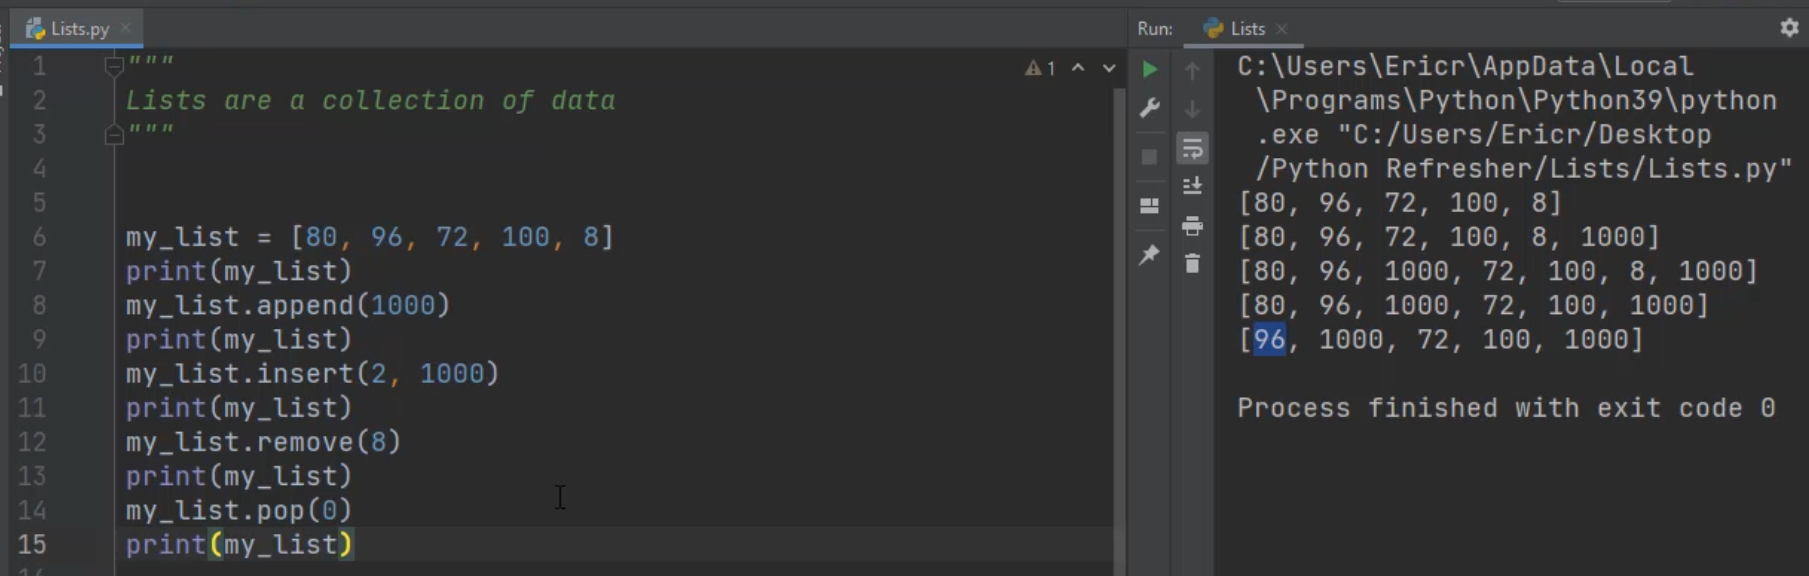 Lists.py
Run:
Lists
1
"""
1
2
Lists are a collection of data
3
"""
4
5
6
my_list = [80, 96, 72, 100, 8]
7
print(my_list)
8
my_list.append(1000)
9
print(my_list)
10
my_list.insert(2, 1000)
11
print(my_list)
12
my_list.remove(8)
13
print(my_list)
14
my_list.pop(0)
15
print(my_list)
C:\Users\Ericr\AppData\Local
\Programs\Python\Python39\python
.exe "C:/Users/Ericr/Desktop
/Python Refresher/Lists/Lists.py"
[80, 96, 72, 100, 8]
[80, 96, 72, 100, 8, 1000]
[80, 96, 1000, 72, 100, 8, 1000]
[80, 96, 1000, 72, 100, 1000]
[96, 1000, 72, 100, 1000]
Process finished with exit code 0